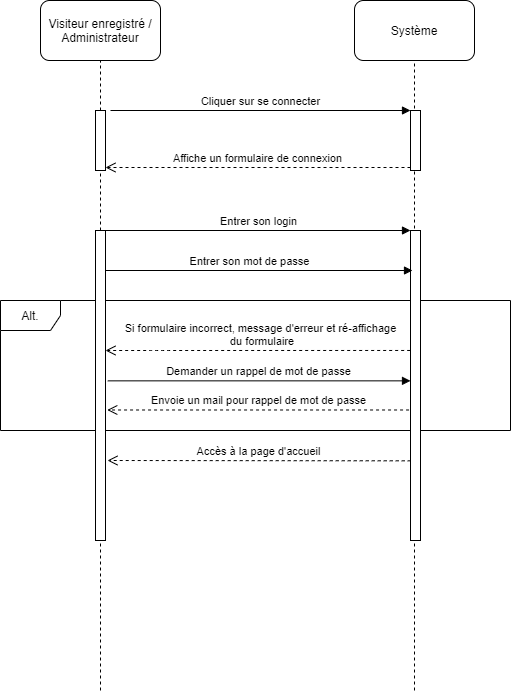 Visiteur enregistré /
Administrateur
Système
Cliquer sur se connecter
Affiche un formulaire de connexion
Entrer son login
Entrer son mot de passe
Alt.
Si formulaire incorrect, message d'erreur et ré-affichage
du formulaire
Demander un rappel de mot de passe
Envoie un mail pour rappel de mot de passe
Accès à la page d'accueil